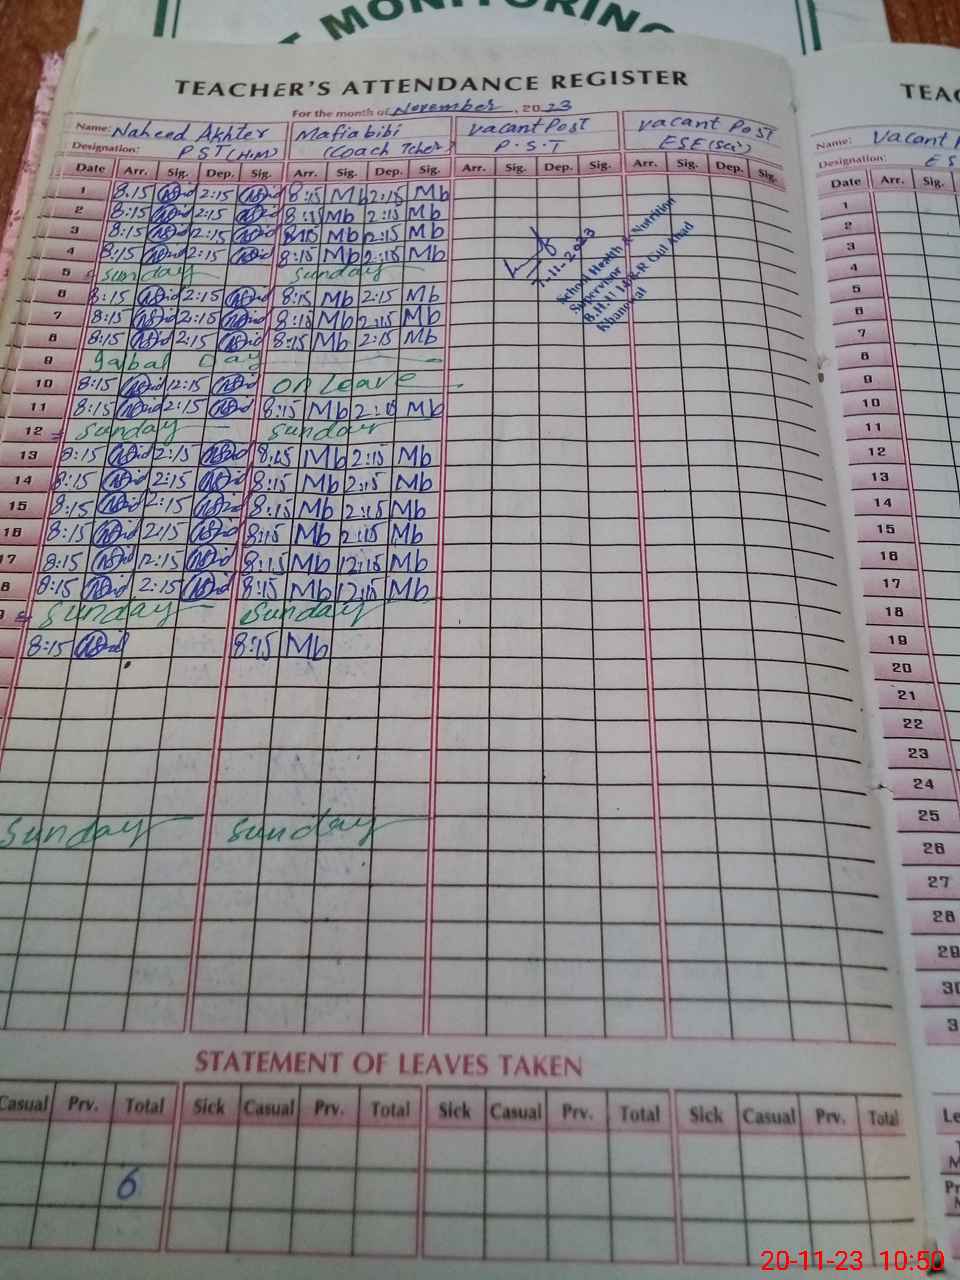 MONITORING
TEACHER'S ATTENDANCE REGISTER
For the month of November, 2023
Name: Naheed Akhter Mafia bibi Vacant Post Vacant Post
Designation: PST (H.M) (Coach Tcher) P.S.T ESE (Sci)
Date Arr. Sig. Dep. Sig. Arr. Sig. Dep. Sig. Arr. Sig. Dep. Sig. Arr. Sig. Dep. Sig.
1 8.15 2:15 8:15 Mb 2:15 Mb
2 8:15 2:15 8:15 Mb 2:15 Mb
3 8:15 2:15 8:15 Mb 2:15 Mb
4 8:15 2:15 8:15 Mb 2:15 Mb
5 Sunday Sunday
6 8:15 2:15 8:15 Mb 2:15 Mb
7 8:15 2:15 8:15 Mb 2:15 Mb
8 8:15 2:15 8:15 Mb 2:15 Mb
9 Iqbal Day
10 8:15 12:15 on Leave
11 8:15 2:15 8:15 Mb Mb
12 Sunday Sunday
13 8:15 2:15 8:15 Mb 2:15 Mb
14 8:15 2:15 8:15 Mb 2:15 Mb
15 8:15 2:15 8:15 Mb 2:15 Mb
16 8:15 2:15 8:15 Mb 2:15 Mb
17 8:15 12:15 8:15 Mb 12:15 Mb
8 8:15 2:15 8:15 Mb 12:15 Mb
Sunday Sunday
8:15 8:15 Mb
Sunday Sunday
7-11-2023
School Health & Nutrition
Supervisor
Khanewal
STATEMENT OF LEAVES TAKEN
Casual Prv. Total Sick Casual Prv. Total Sick Casual Prv. Total Sick Casual Prv. Total
6
TEAC
Name: Vacant P
Designation: ES
Date Arr. Sig.
1
2
3
4
5
6
7
8
9
10
11
12
13
14
15
16
17
18
19
20
21
22
23
24
25
26
27
28
29
30
3
Le
T
M
Pr
20-11-23 10:50